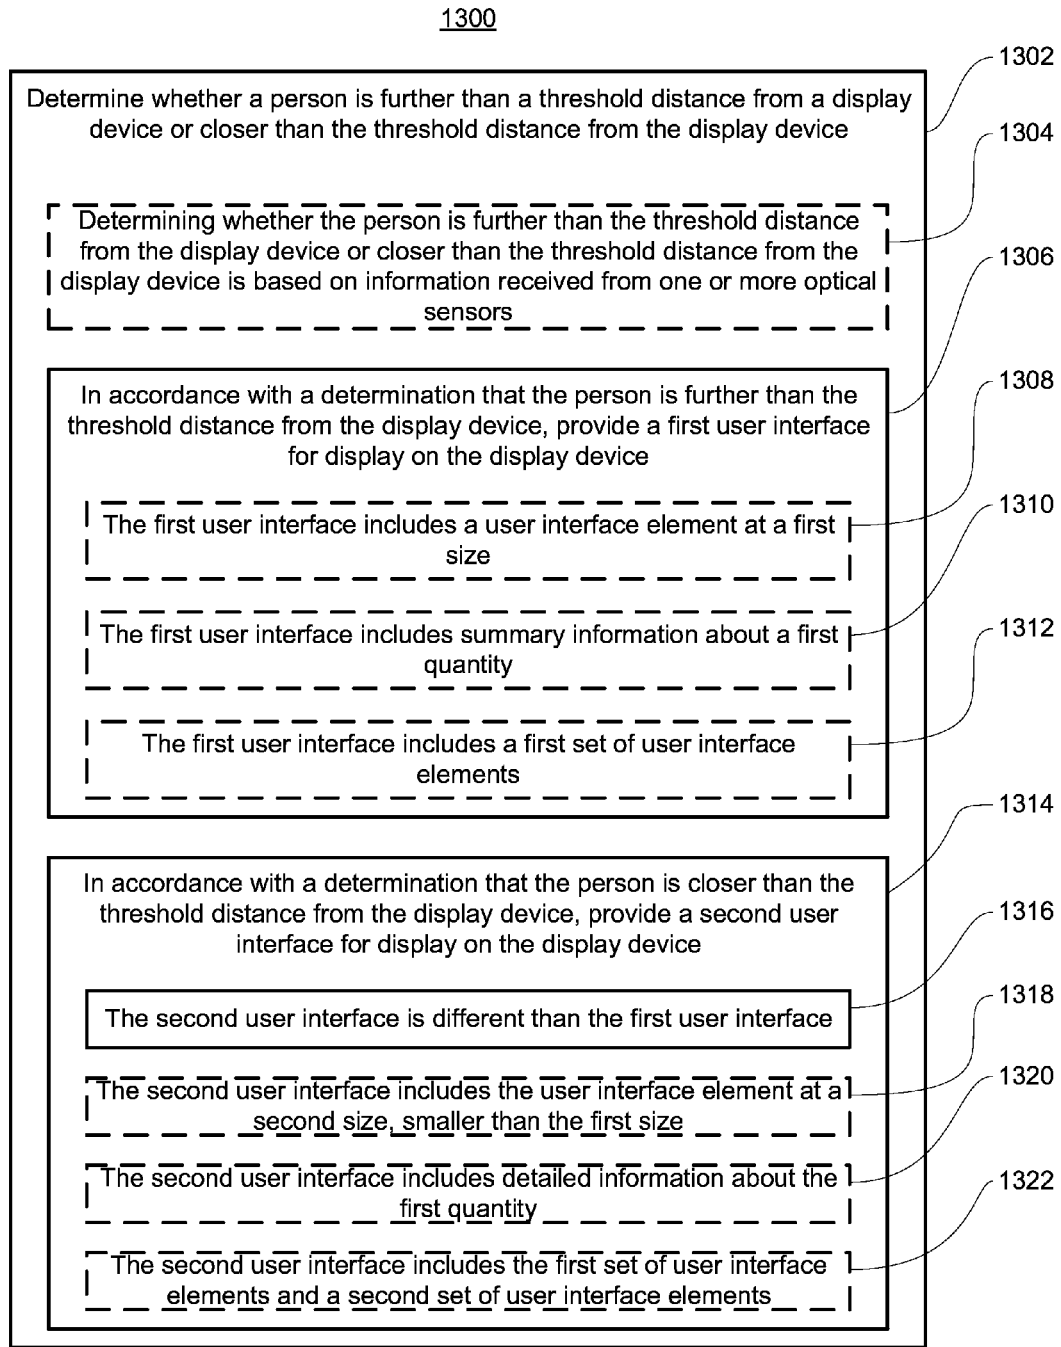 1300
1302
Determine whether a person is further than a threshold distance from a display
device or closer than the threshold distance from the display device
1304
Determining whether the person is further than the threshold distance
from the display device or closer than the threshold distance from the
display device is based on information received from one or more optical
sensors
1306
In accordance with a determination that the person is further than the
threshold distance from the display device, provide a first user interface
for display on the display device
1308
The first user interface includes a user interface element at a first
size
1310
The first user interface includes summary information about a first
quantity
1312
The first user interface includes a first set of user interface
elements
1314
In accordance with a determination that the person is closer than the
threshold distance from the display device, provide a second user
interface for display on the display device
1316
The second user interface is different than the first user interface
1318
The second user interface includes the user interface element at a
second size, smaller than the first size
1320
The second user interface includes detailed information about the
first quantity
1322
The second user interface includes the first set of user interface
elements and a second set of user interface elements